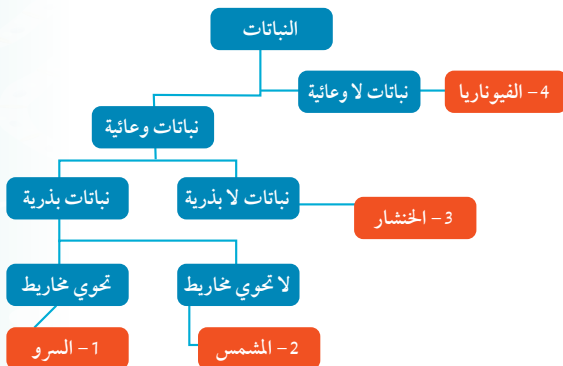 النباتات
نباتات لا وعائية
4- الفيوناريا
نباتات وعائية
نباتات لا بذرية
نباتات بذرية
3- الخنشار
لا تحوي مخاريط
تحوي مخاريط
2- المشمس
1- السرو